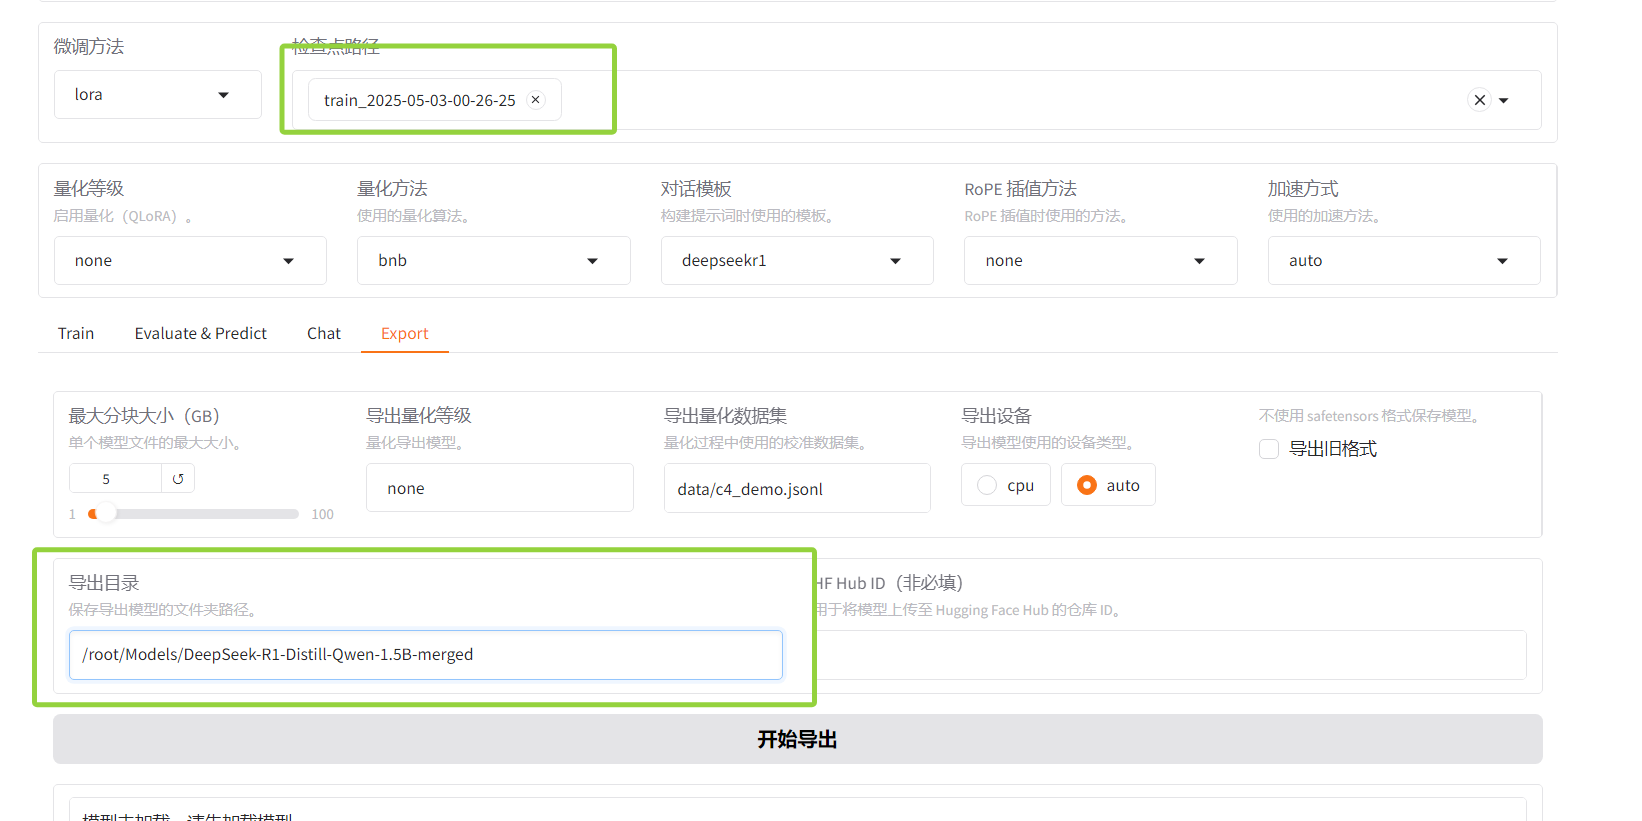 微调方法
检查点路径
lora
train_2025-05-03-00-26-25
量化等级
启用量化（QLoRA）。
none
量化方法
使用的量化算法。
bnb
对话模板
构建提示词时使用的模板。
deepseekr1
RoPE 插值方法
RoPE 插值时使用的方法。
none
加速方式
使用的加速方法。
auto
Train
Evaluate & Predict
Chat
Export
最大分块大小（GB）
单个模型文件的最大大小。
5
1
100
导出量化等级
量化导出模型。
none
导出量化数据集
量化过程中使用的校准数据集。
data/c4_demo.jsonl
导出设备
导出模型使用的设备类型。
cpu
auto
不使用 safetensors 格式保存模型。
导出旧格式
导出目录
保存导出模型的文件夹路径。
/root/Models/DeepSeek-R1-Distill-Qwen-1.5B-merged
HF Hub ID（非必填）
用于将模型上传至 Hugging Face Hub 的仓库 ID。
开始导出
模型未加载，请先加载模型